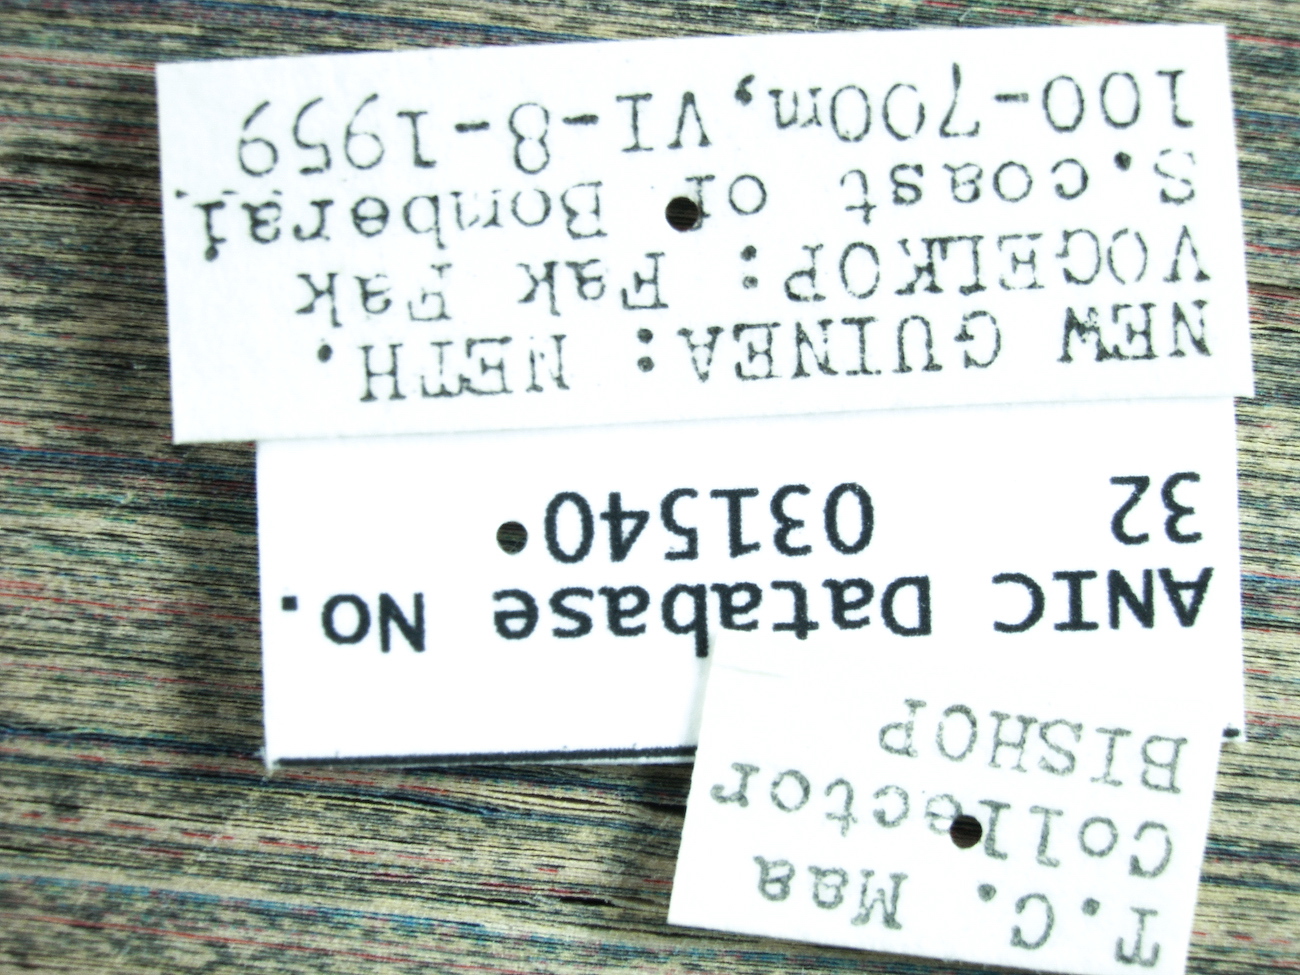 T.C. Maa
Collector
BISHOP
ANIC Database No.
32 031540
NEW GUINEA: NETH.
VOGELKOP: Fak Fak
S.coast of Bomberai
100-700m, VI-8-1959